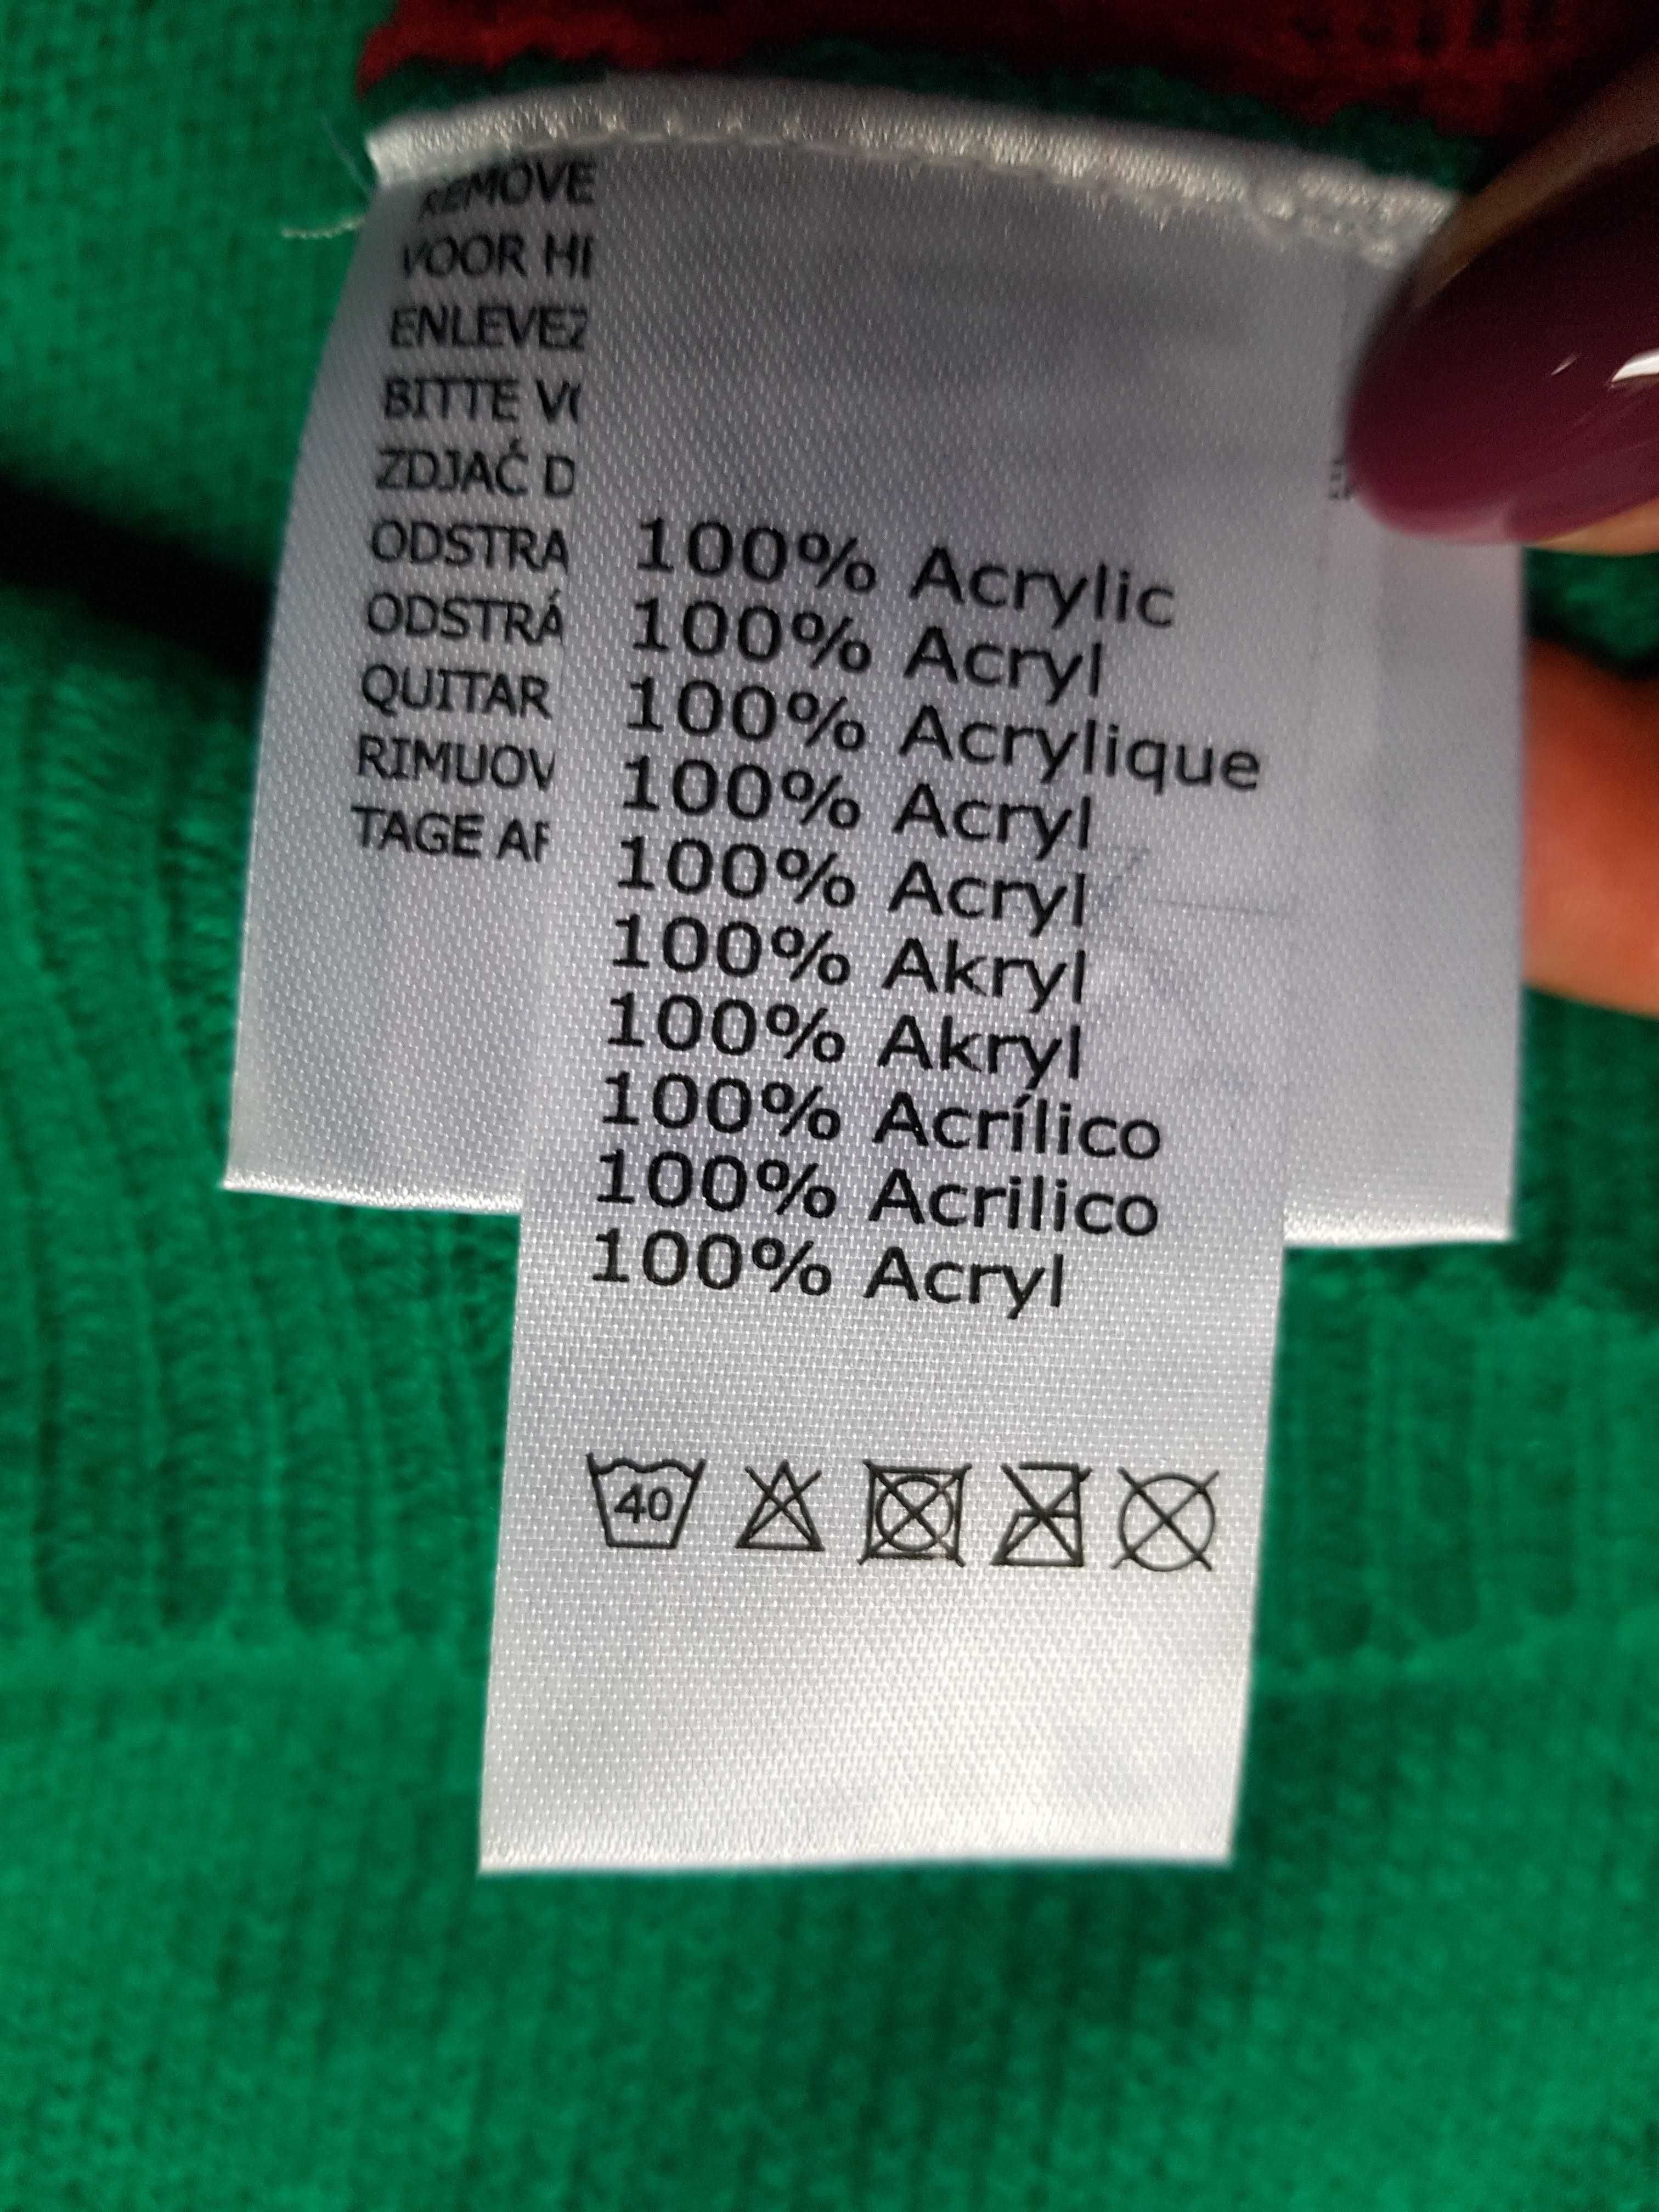 REMOVE
VOOR HI
ENLEVEZ
BITTE V
ZDJAĆ D
ODSTRA
ODSTRÁ
QUITAR
RIMUOV
TAGE AF
100% Acrylic
100% Acryl
100% Acrylique
100% Acryl
100% Acryl
100% Akryl
100% Akryl
100% Acrílico
100% Acrilico
100% Acryl
40